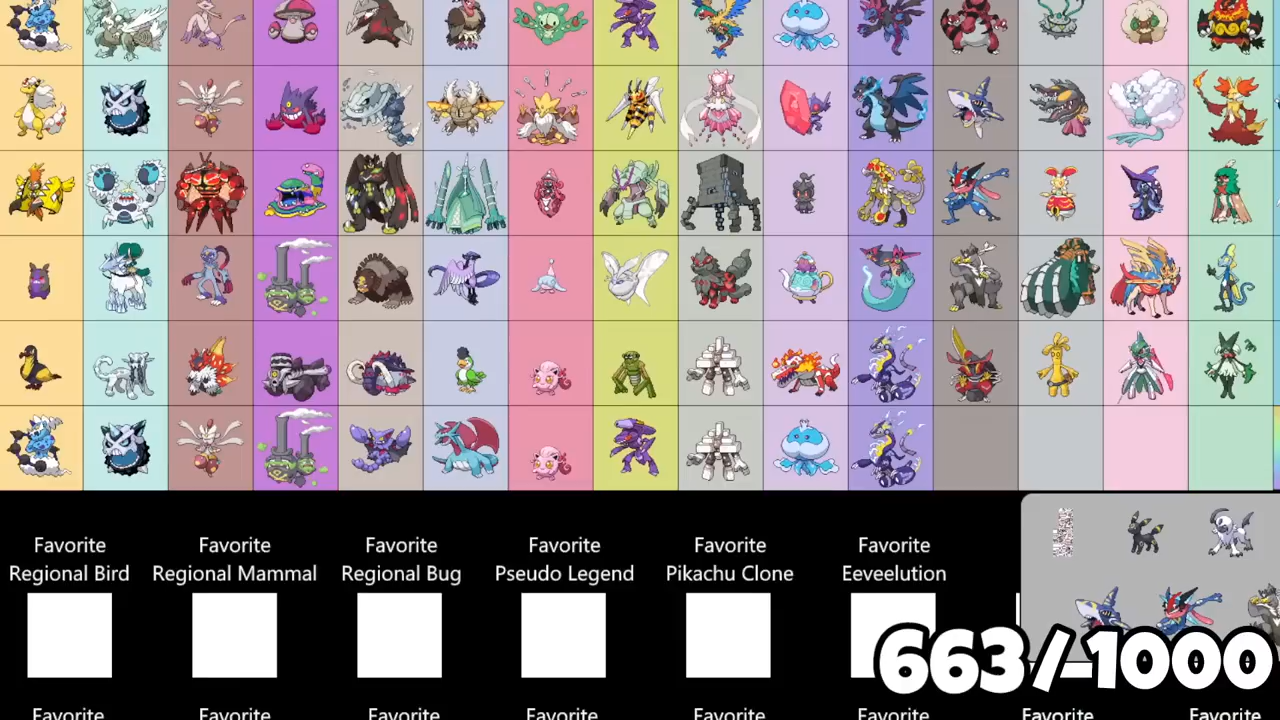 Favorite Regional Bird
Favorite Regional Mammal
Favorite Regional Bug
Favorite Pseudo Legend
Favorite Pikachu Clone
Favorite Eeveelution
663/1000
Favorite
Favorite
Favorite
Favorite
Favorite
Favorite
Favorite
Favorite